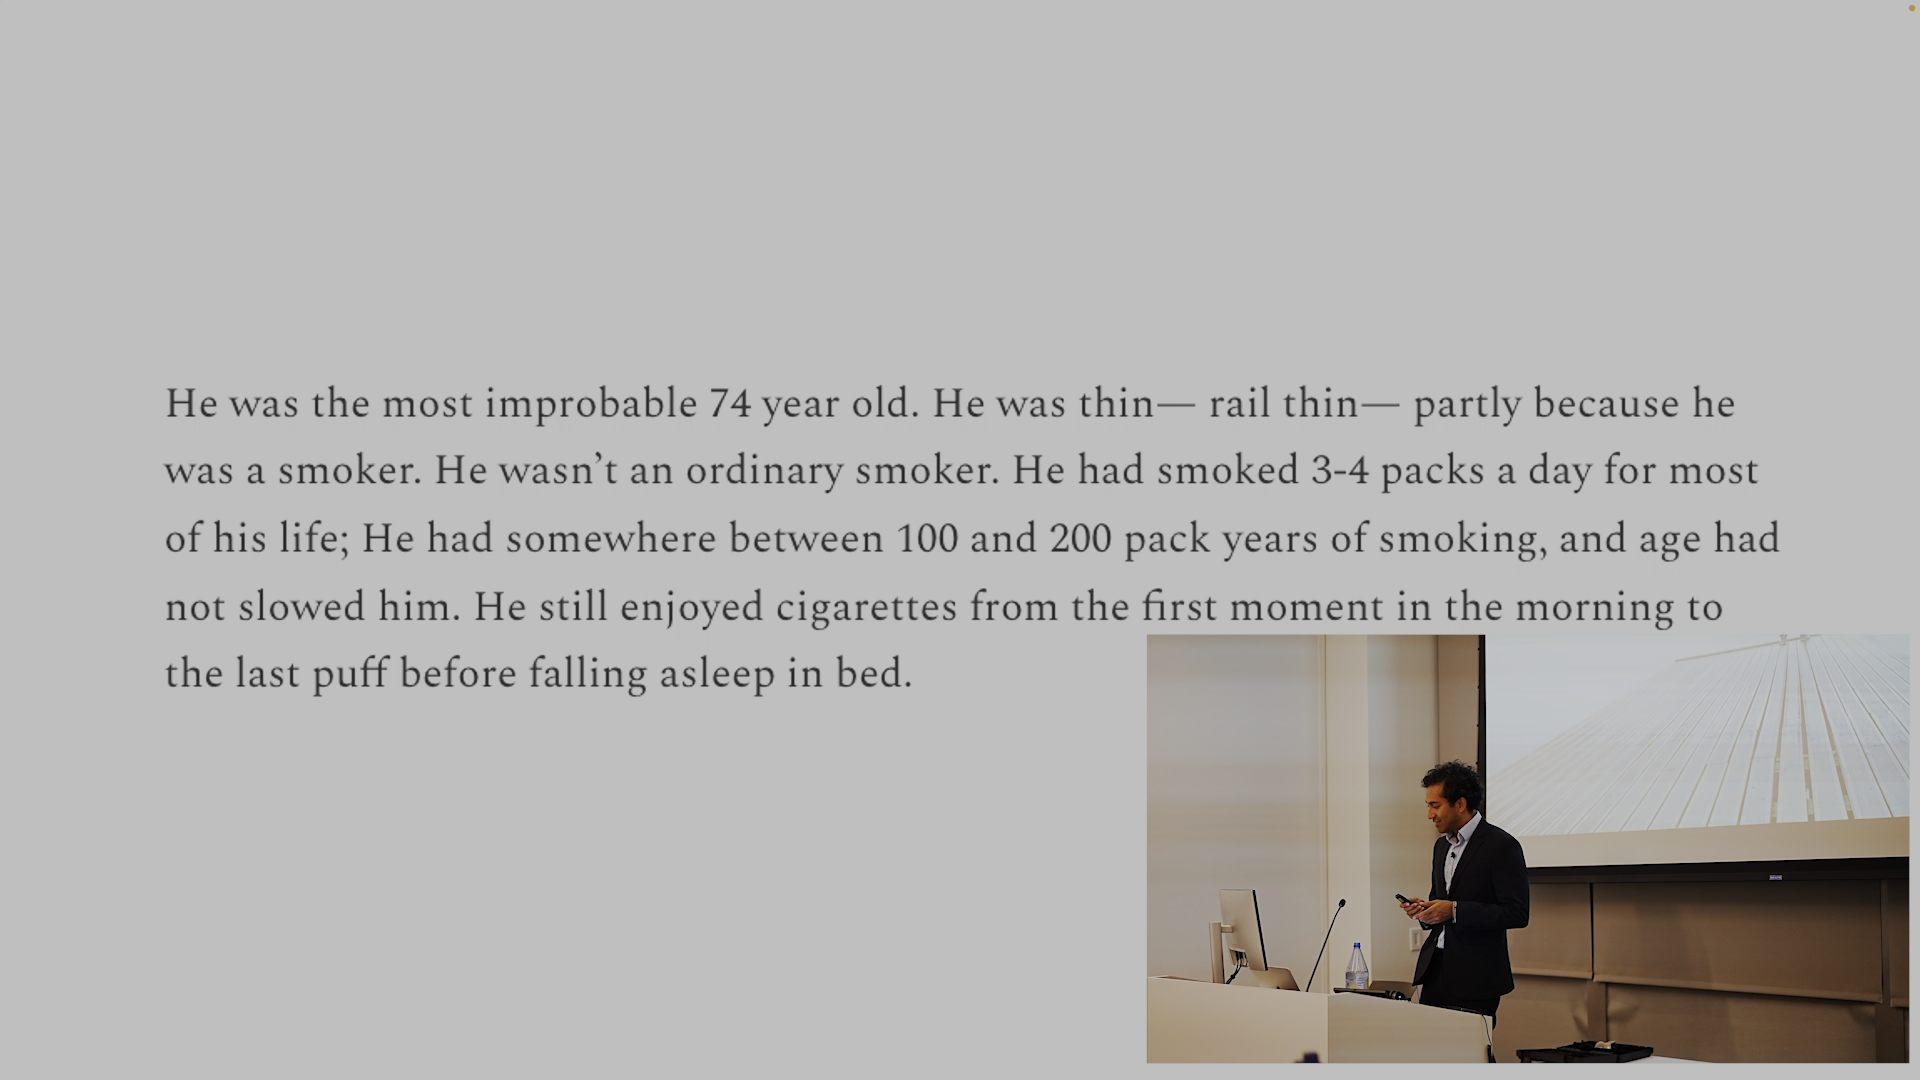 He was the most improbable 74 year old. He was thin— rail thin— partly because he
was a smoker. He wasn’t an ordinary smoker. He had smoked 3-4 packs a day for most
of his life; He had somewhere between 100 and 200 pack years of smoking, and age had
not slowed him. He still enjoyed cigarettes from the first moment in the morning to
the last puff before falling asleep in bed.